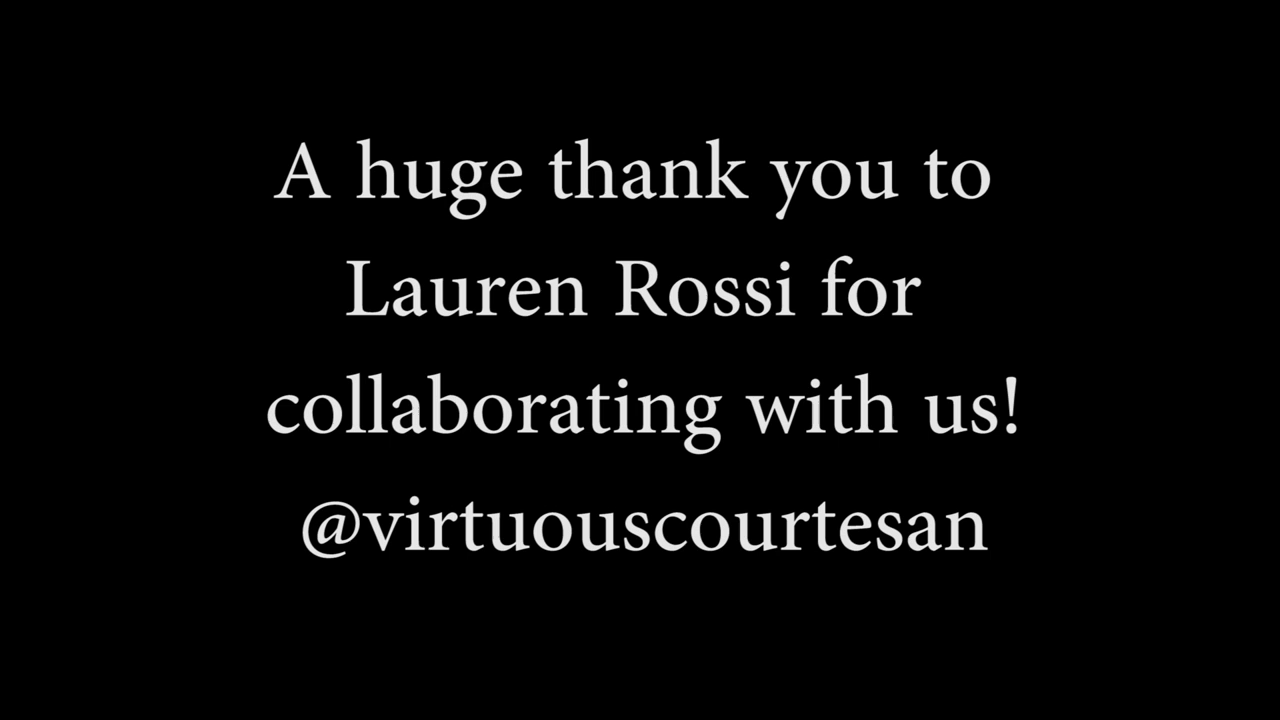 A huge thank you to
Lauren Rossi for
collaborating with us!
@virtuouscourtesan